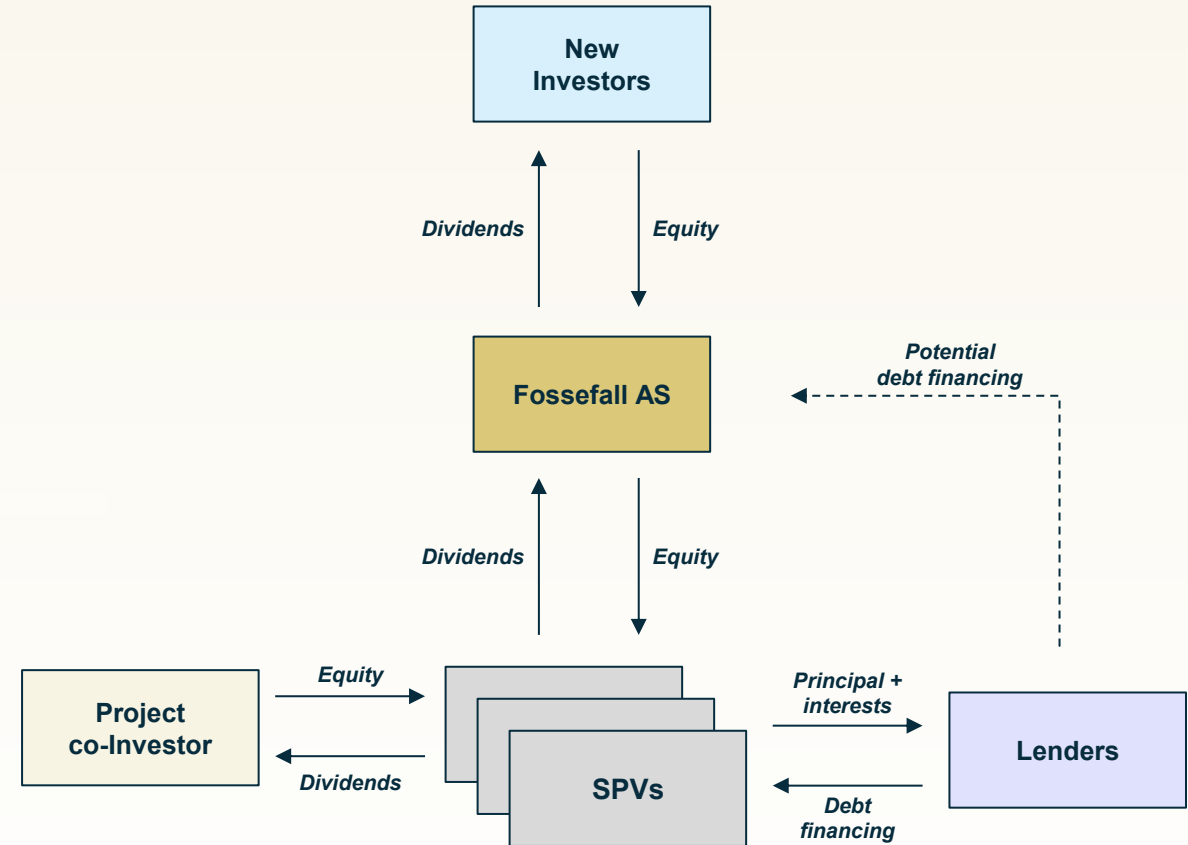 New
Investors
Dividends
Equity
Potential
debt financing
Fossefall AS
Dividends
Equity
Equity
Principal +
interests
Project
co-Investor
Lenders
Dividends
SPVs
Debt
financing